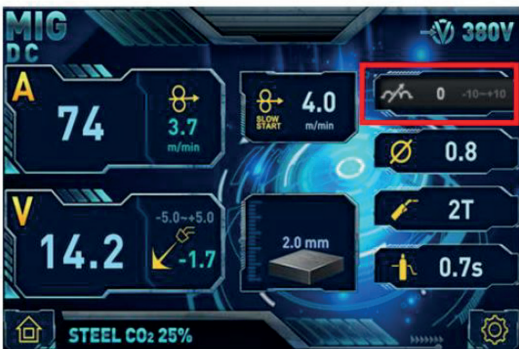 MIG
DC
380V
A
74
3.7
m/min
SLOW
START
4.0
m/min
0 -10~+10
0.8
V
14.2
-5.0~+5.0
-1.7
2.0 mm
2T
0.7s
STEEL CO₂ 25%